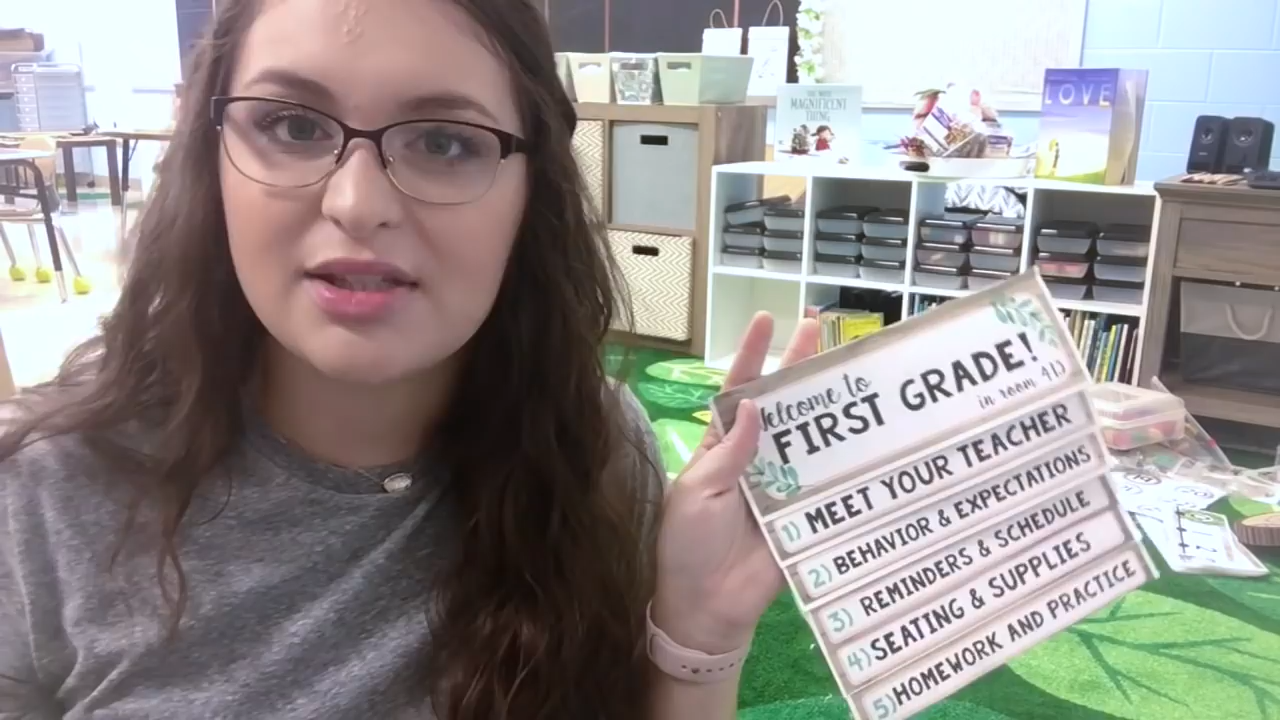 THE MOST
MAGNIFICENT
THING
LOVE
Welcome to
FIRST GRADE!
in room 412
1) MEET YOUR TEACHER
2) BEHAVIOR & EXPECTATIONS
3) REMINDERS & SCHEDULE
4) SEATING & SUPPLIES
5) HOMEWORK AND PRACTICE